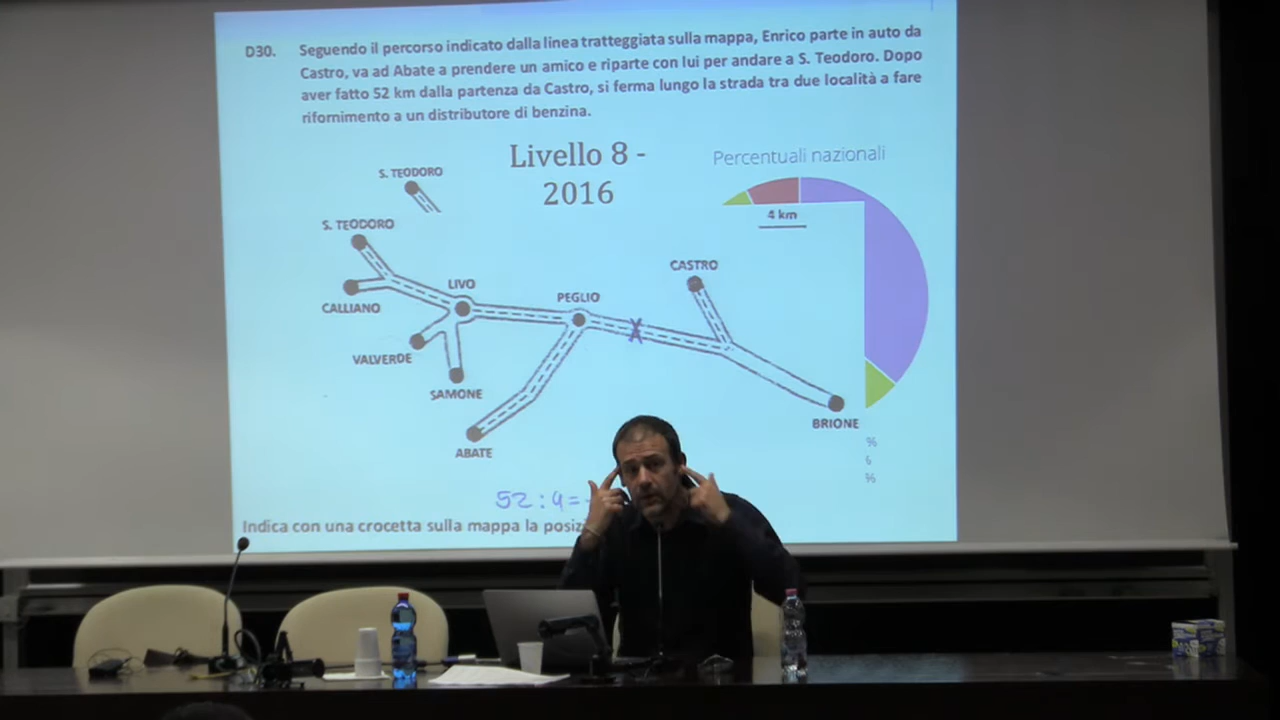 D30. Seguendo il percorso indicato dalla linea tratteggiata sulla mappa, Enrico parte in auto da
Castro, va ad Abate a prendere un amico e riparte con lui per andare a S. Teodoro. Dopo
aver fatto 52 km dalla partenza da Castro, si ferma lungo la strada tra due località a fare
rifornimento a un distributore di benzina.
Livello 8 -
2016
Percentuali nazionali
S. TEODORO
4 km
S. TEODORO
CASTRO
LIVO
PEGLIO
CALLIANO
X
VALVERDE
SAMONE
BRIONE
ABATE
%
6
%
52 : 4 =
Indica con una crocetta sulla mappa la